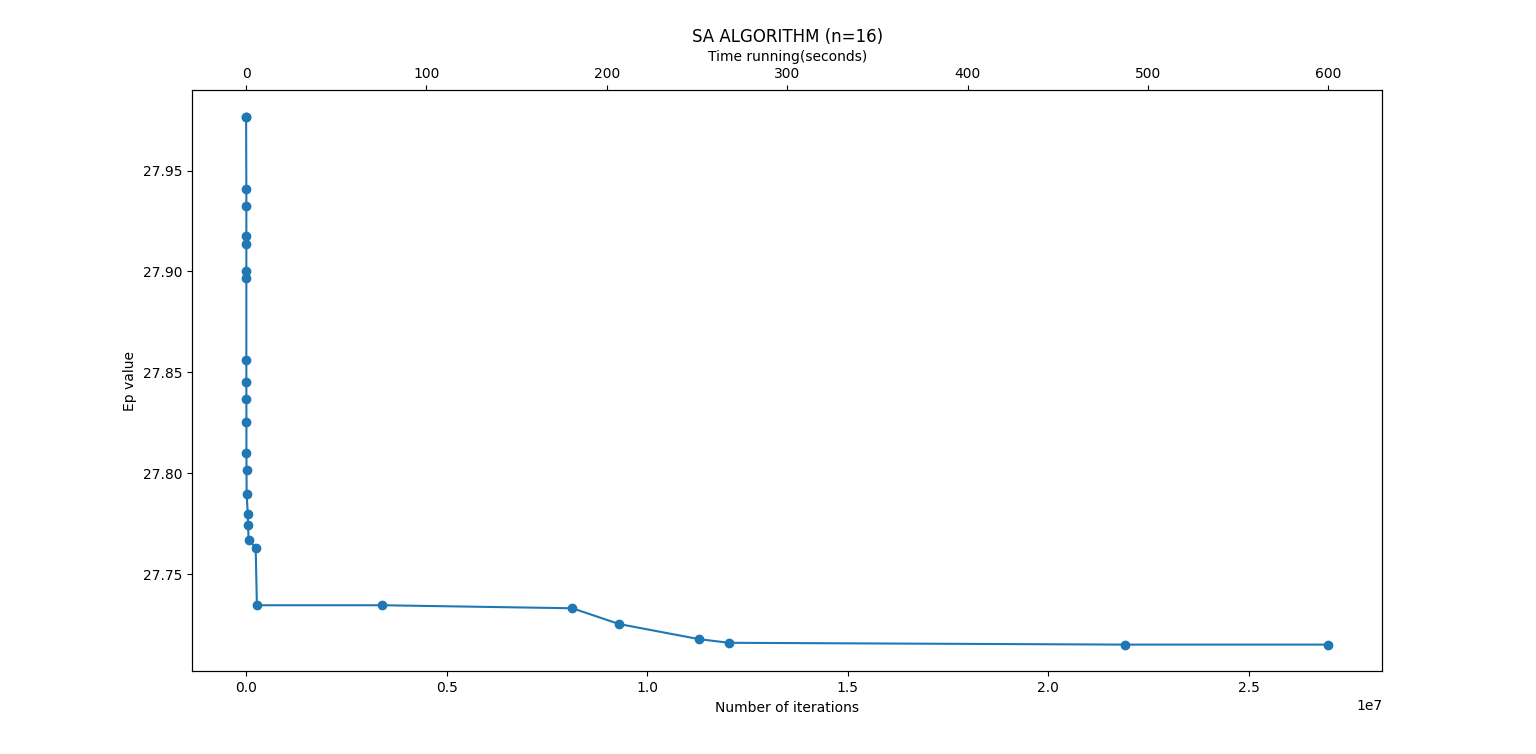 SA ALGORITHM (n=16)
Time running(seconds)
0 100 200 300 400 500 600
27.95
27.90
27.85
27.80
27.75
Ep value
0.0 0.5 1.0 1.5 2.0 2.5
1e7
Number of iterations